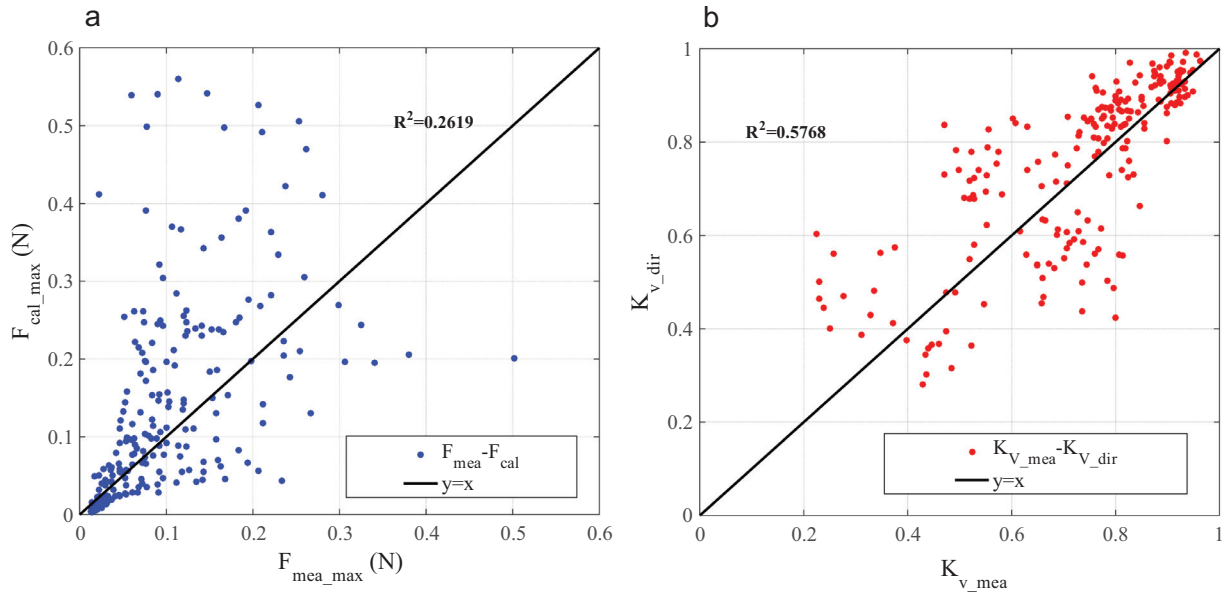 a
0.6
0.5
0.4
0.3
0.2
0.1
0
F_cal_max (N)
R²=0.2619
F_mea-F_cal
y=x
0 0.1 0.2 0.3 0.4 0.5 0.6
F_mea_max (N)
b
1
0.8
0.6
0.4
0.2
0
K_v_dir
R²=0.5768
K_V_mea-K_V_dir
y=x
0 0.2 0.4 0.6 0.8 1
K_v_mea